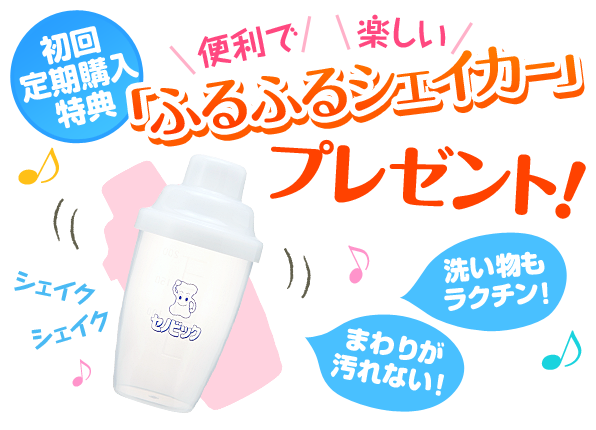 初回
定期購入
特典
便利で 楽しい
「ふるふるシェイカー」
プレゼント!
シェイク
シェイク
セノビック
洗い物も
ラクチン!
まわりが
汚れない!